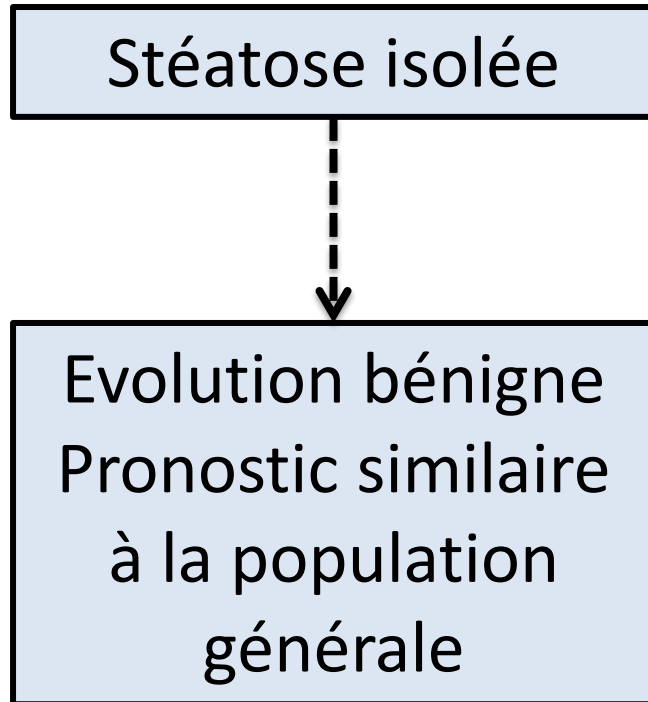 Stéatose isolée
Evolution bénigne
Pronostic similaire
à la population
générale